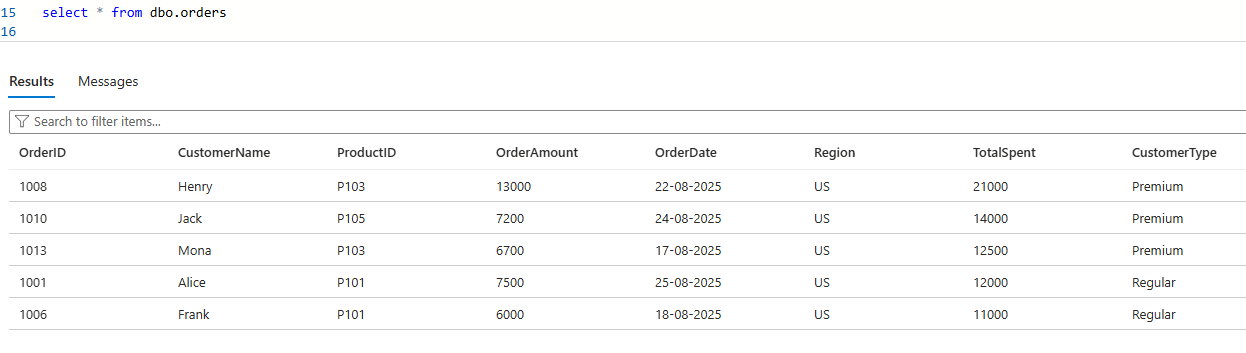 15 select * from dbo.orders
16
Results Messages
Search to filter items...
OrderID CustomerName ProductID OrderAmount OrderDate Region TotalSpent CustomerType
1008 Henry P103 13000 22-08-2025 US 21000 Premium
1010 Jack P105 7200 24-08-2025 US 14000 Premium
1013 Mona P103 6700 17-08-2025 US 12500 Premium
1001 Alice P101 7500 25-08-2025 US 12000 Regular
1006 Frank P101 6000 18-08-2025 US 11000 Regular